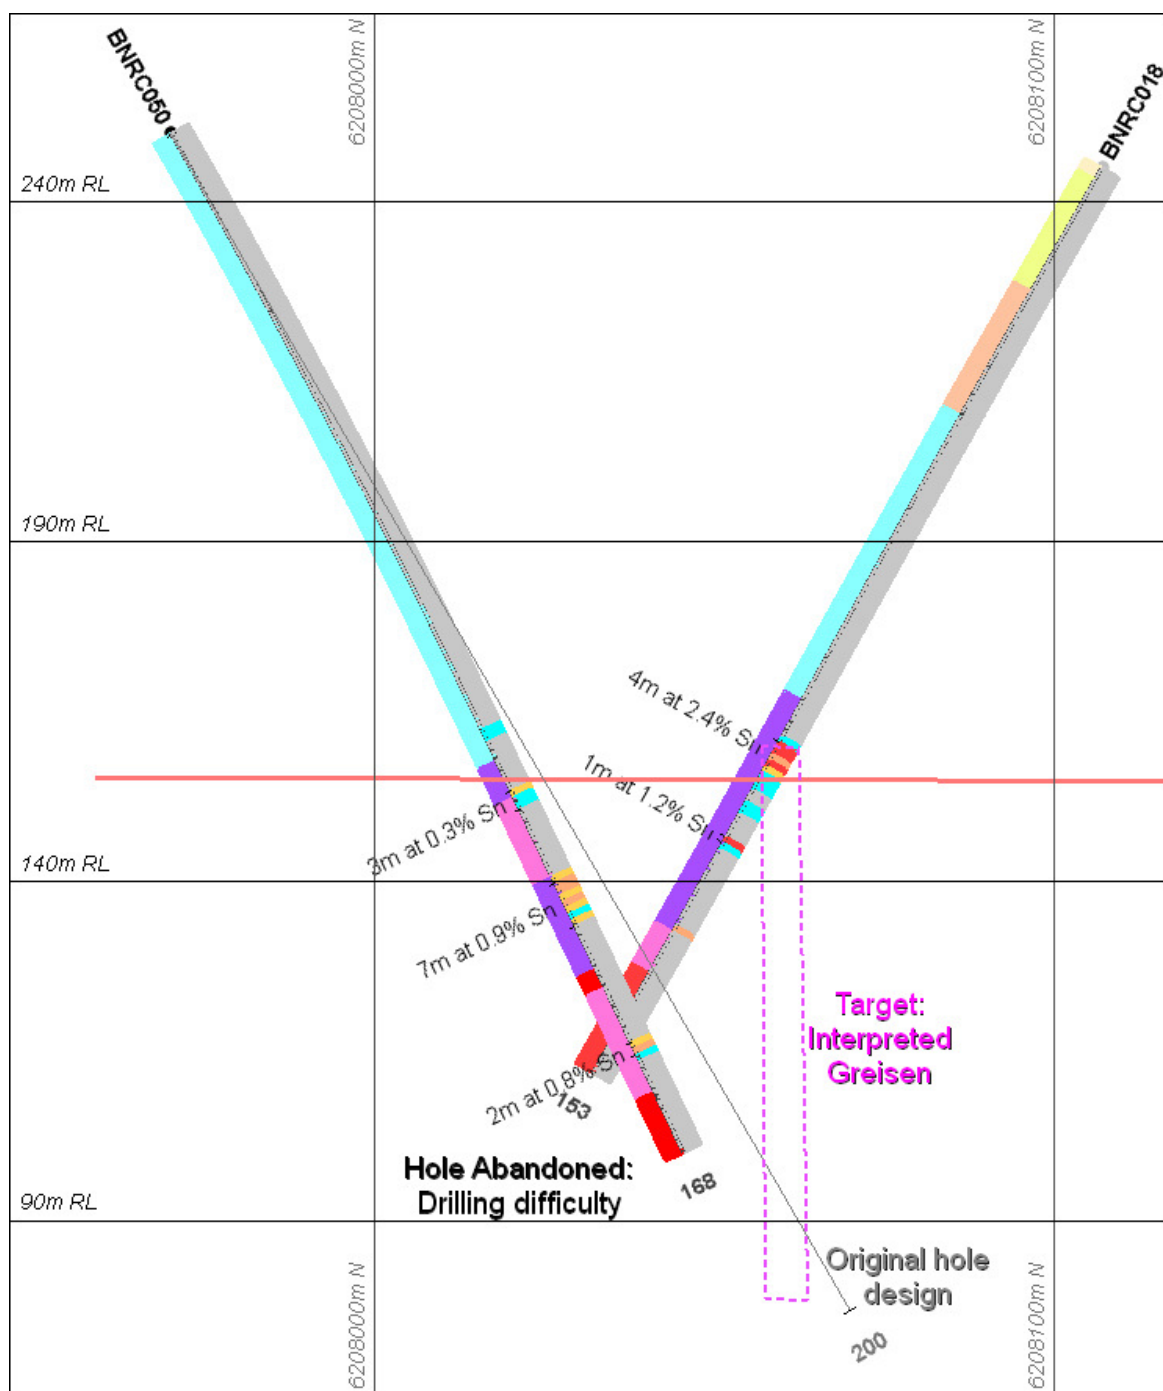 BNRC050
6208000m N
6208100m N
BNRC018
240m RL
190m RL
4m at 2.4% Sn
1m at 1.2% Sn
3m at 0.3% Sn
140m RL
7m at 0.9% Sn
Target:
Interpreted
Greisen
2m at 0.8% Sn
153
Hole Abandoned:
Drilling difficulty
168
90m RL
Original hole
design
200
6208000m N
6208100m N